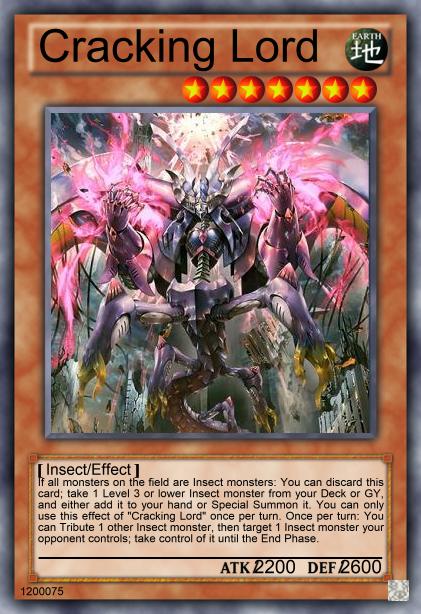 Cracking Lord
EARTH
地
[ Insect/Effect ]
If all monsters on the field are Insect monsters: You can discard this
card; take 1 Level 3 or lower Insect monster from your Deck or GY,
and either add it to your hand or Special Summon it. You can only
use this effect of "Cracking Lord" once per turn. Once per turn: You
can Tribute 1 other Insect monster, then target 1 Insect monster your
opponent controls; take control of it until the End Phase.
ATK/2200 DEF/2600
1200075